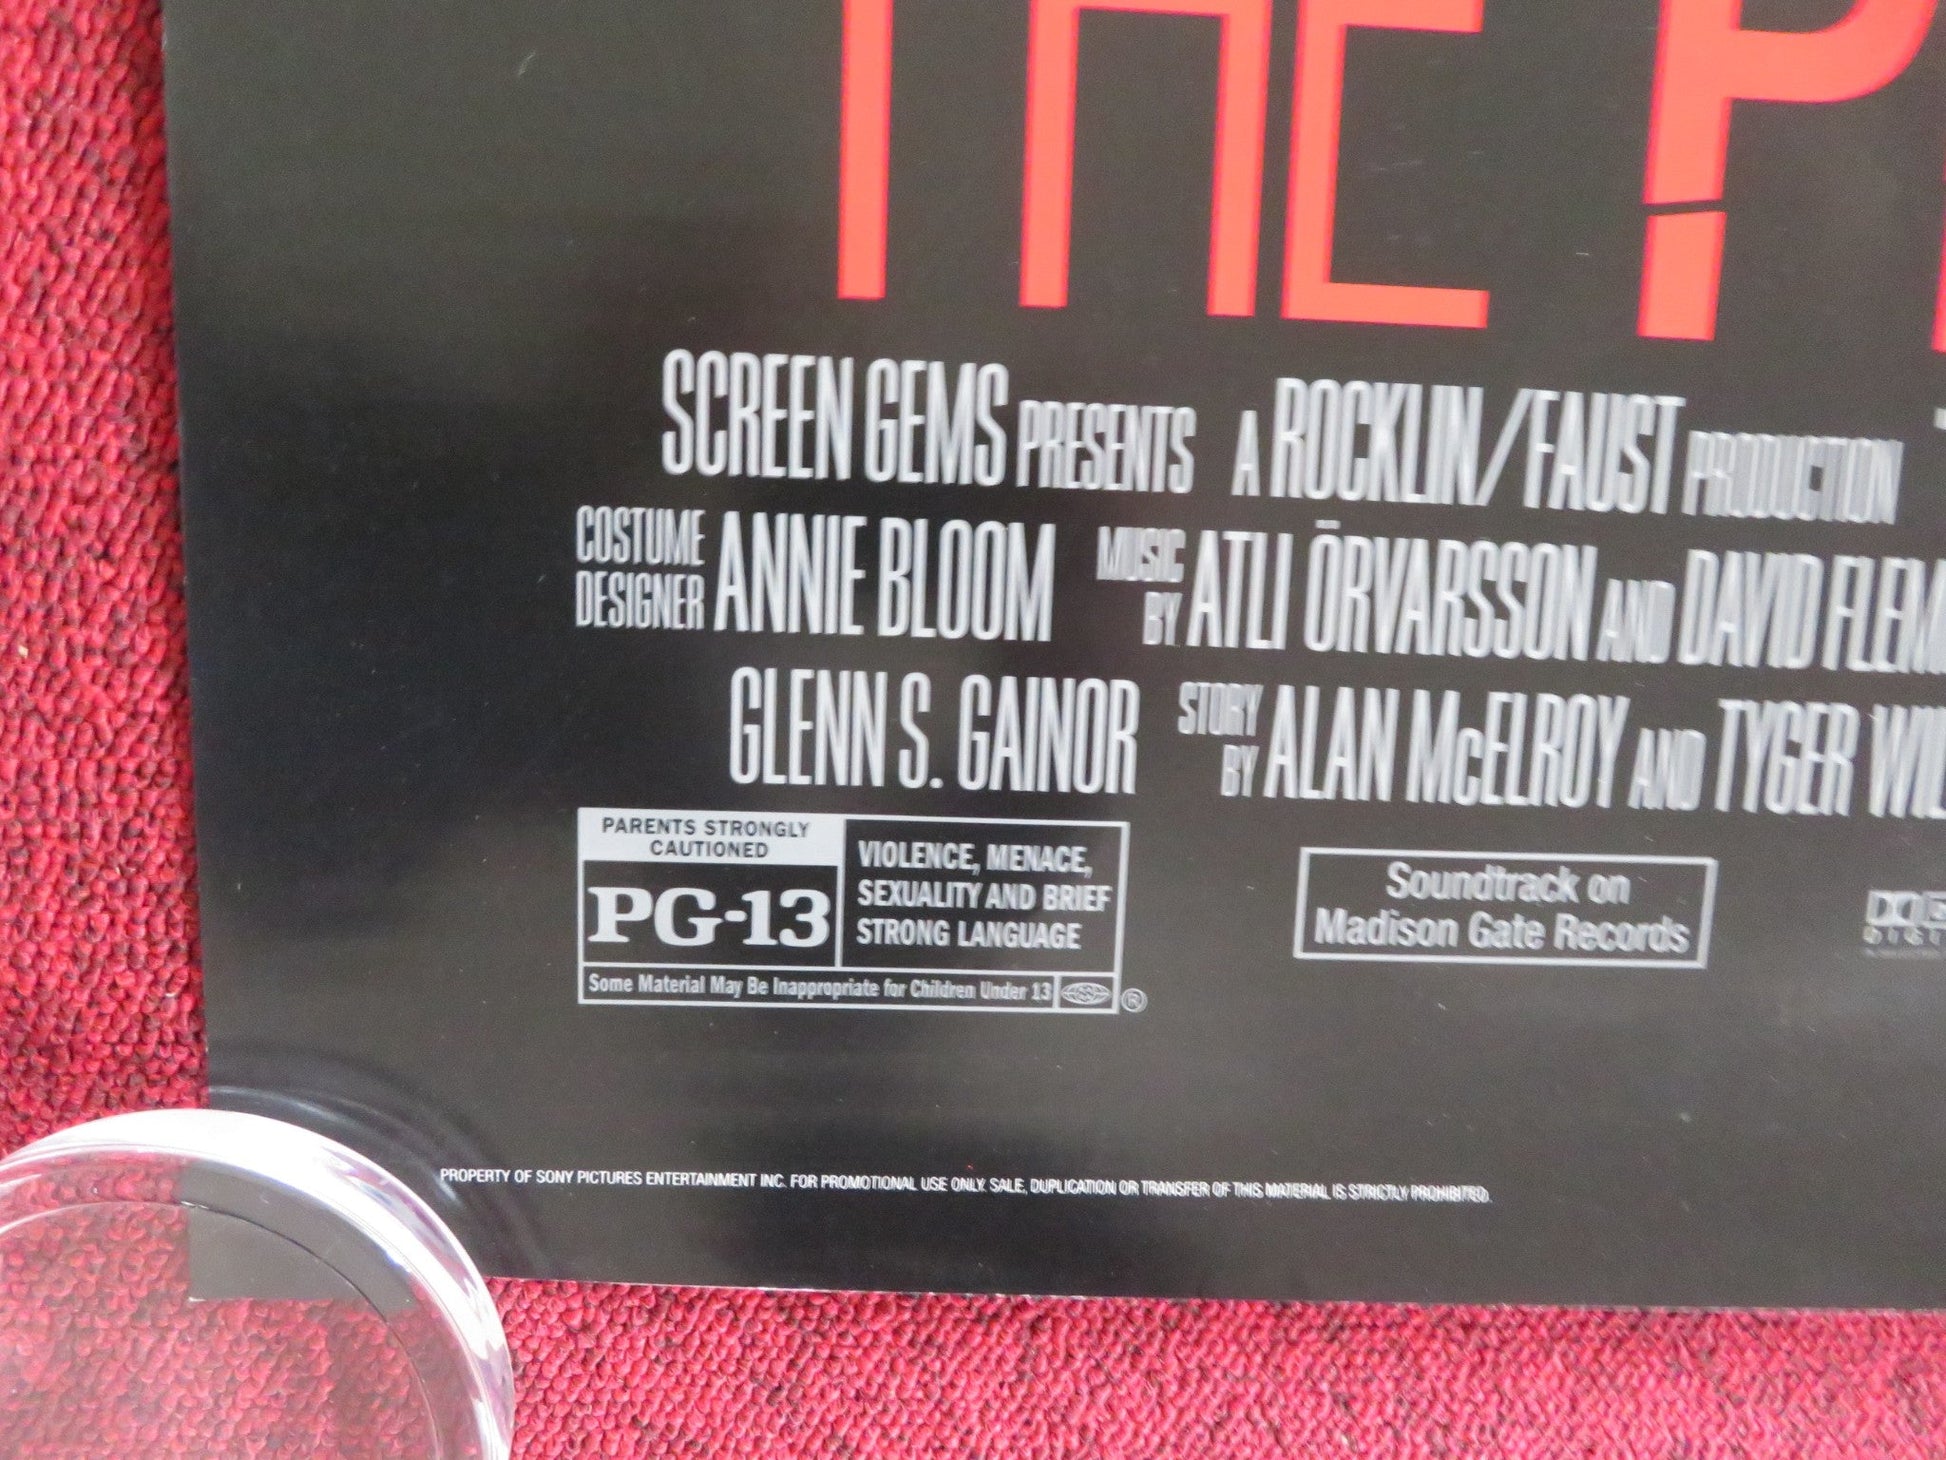 THE P
SCREEN GEMS PRESENTS A ROCKLIN/FAUST PRODUCTION
COSTUME DESIGNER ANNIE BLOOM MUSIC BY ATLI ÖRVARSSON AND DAVID FLEM
GLENN S. GAINOR STORY BY ALAN McELROY AND TYGER WIL
PARENTS STRONGLY
CAUTIONED
PG-13
VIOLENCE, MENACE,
SEXUALITY AND BRIEF
STRONG LANGUAGE
Some Material May Be Inappropriate for Children Under 13
®
Soundtrack on
Madison Gate Records
PROPERTY OF SONY PICTURES ENTERTAINMENT INC. FOR PROMOTIONAL USE ONLY. SALE, DUPLICATION OR TRANSFER OF THIS MATERIAL IS STRICTLY PROHIBITED.